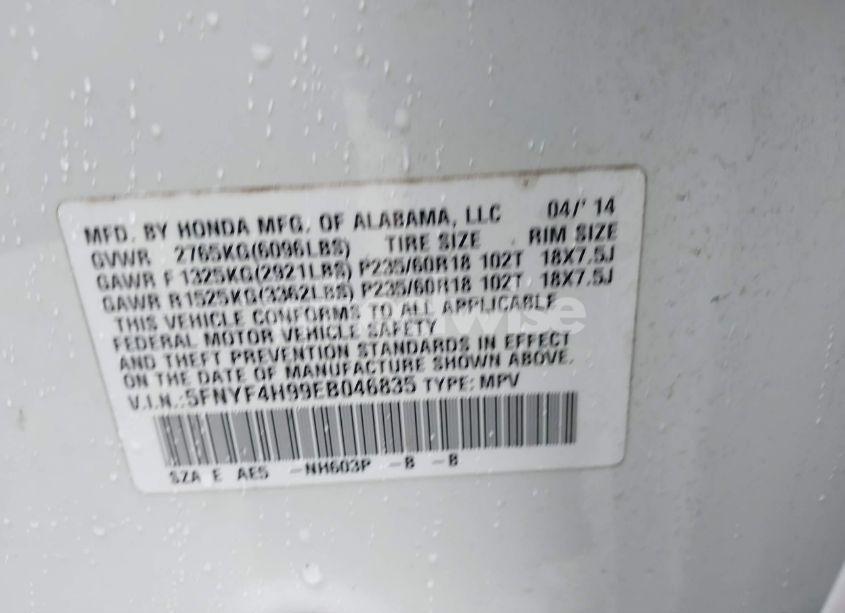 MFD. BY HONDA MFG. OF ALABAMA, LLC 04/'14
GVWR 2765KG(6096LBS) TIRE SIZE RIM SIZE
GAWR F 1325KG(2921LBS) P235/60R18 102T 18X7.5J
GAWR R1525KG(3362LBS) P235/60R18 102T 18X7.5J
THIS VEHICLE CONFORMS TO ALL APPLICABLE
FEDERAL MOTOR VEHICLE SAFETY
AND THEFT PREVENTION STANDARDS IN EFFECT
ON THE DATE OF MANUFACTURE SHOWN ABOVE.
V.I.N.:5FNYF4H99EB046835 TYPE: MPV
SZA E AE5 -NH603P -B -B